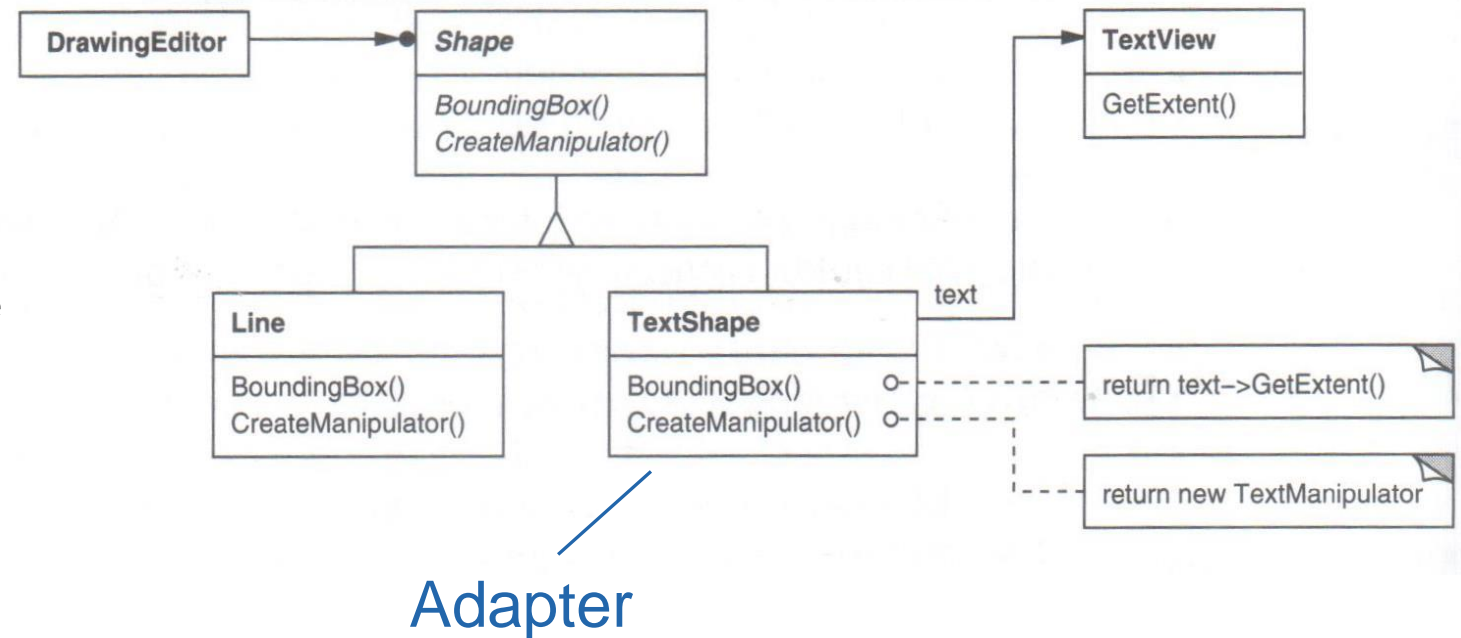 DrawingEditor
Shape
BoundingBox()
CreateManipulator()
TextView
GetExtent()
Line
BoundingBox()
CreateManipulator()
TextShape
BoundingBox()
CreateManipulator()
text
return text–>GetExtent()
return new TextManipulator
Adapter